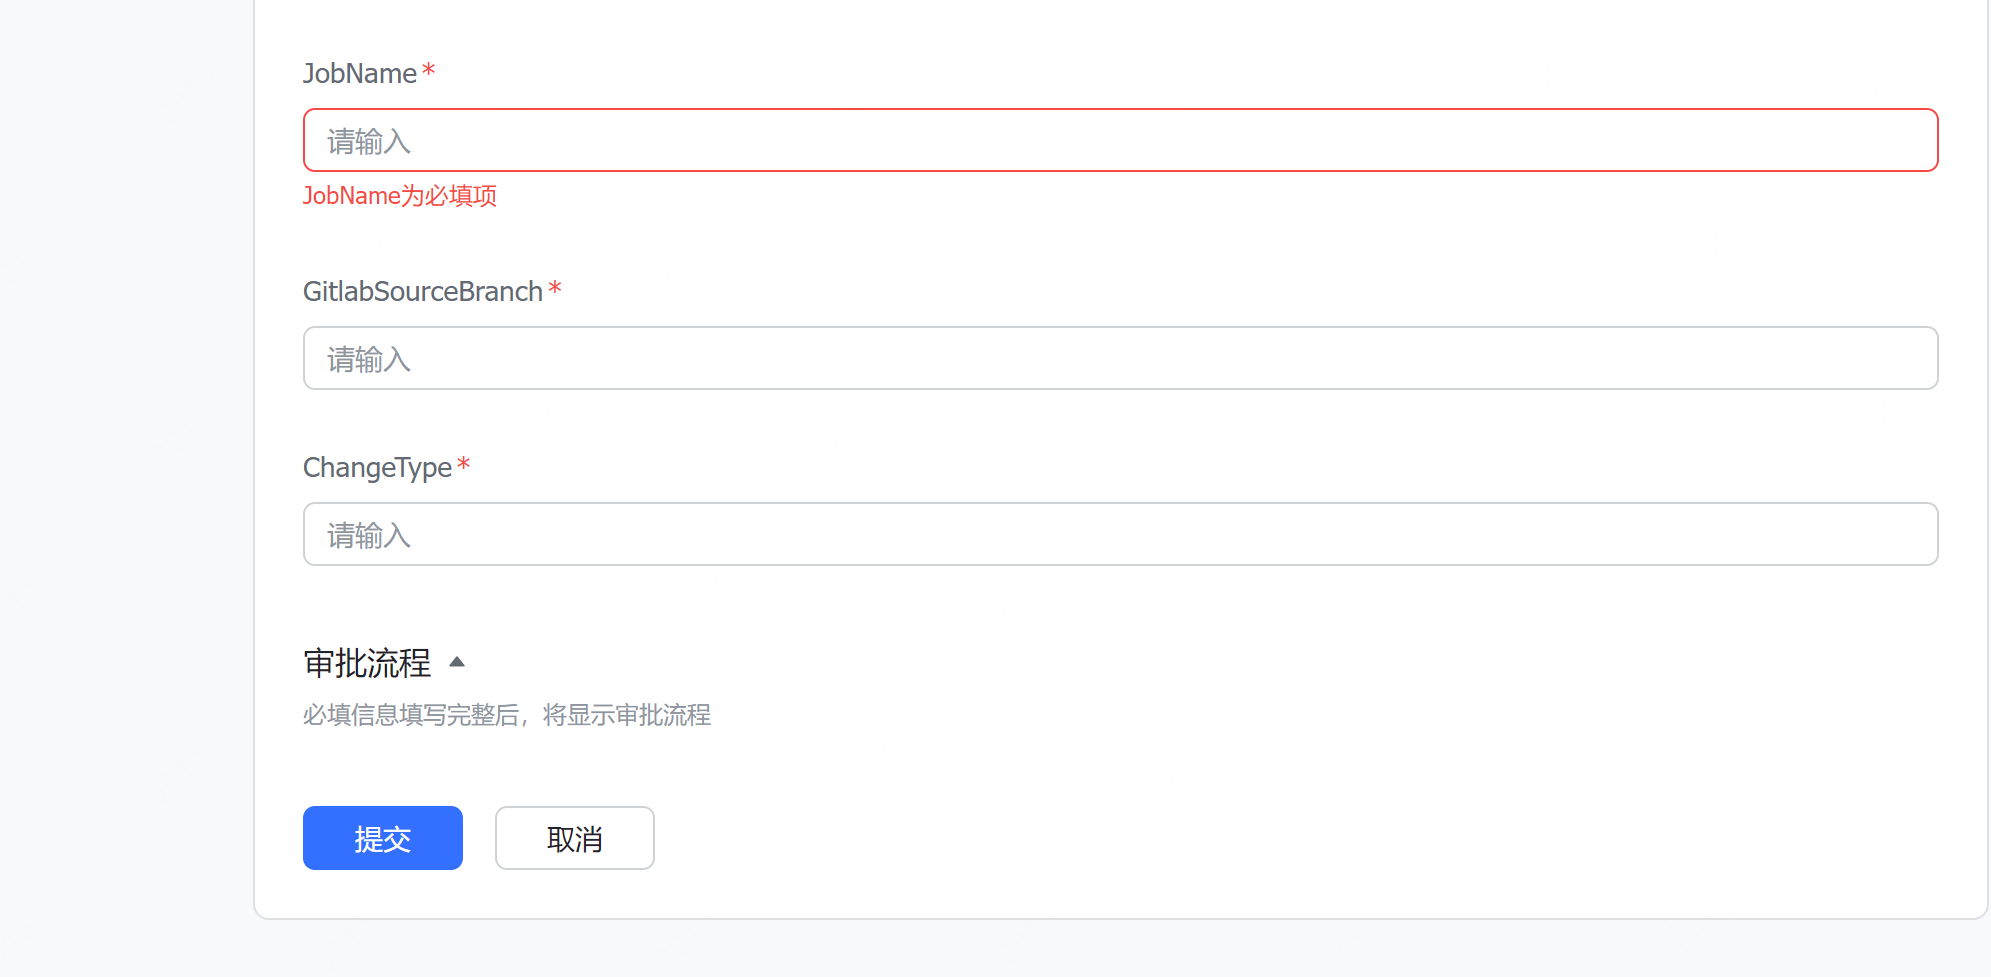 JobName *
请输入
JobName为必填项
GitlabSourceBranch *
请输入
ChangeType *
请输入
审批流程
必填信息填写完整后，将显示审批流程
提交 取消